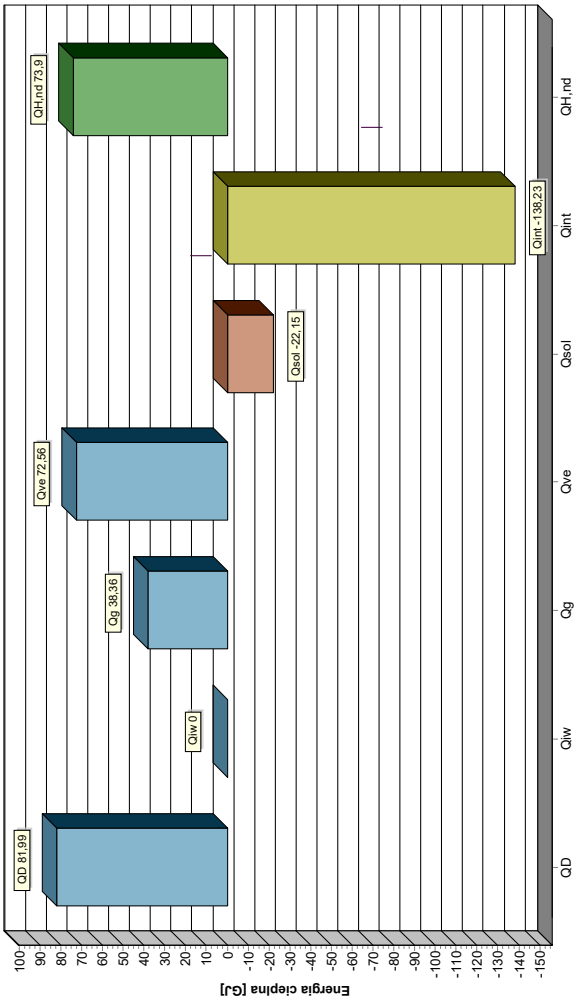 Energia cieplna [GJ]
100
90
80
70
60
50
40
30
20
10
0
-10
-20
-30
-40
-50
-60
-70
-80
-90
-100
-110
-120
-130
-140
-150
QD 81,99
Qiw 0
Qg 38,36
Qve 72,56
Qsol -22,15
Qint -138,23
QH,nd 73,9
QD
Qiw
Qg
Qve
Qsol
Qint
QH,nd